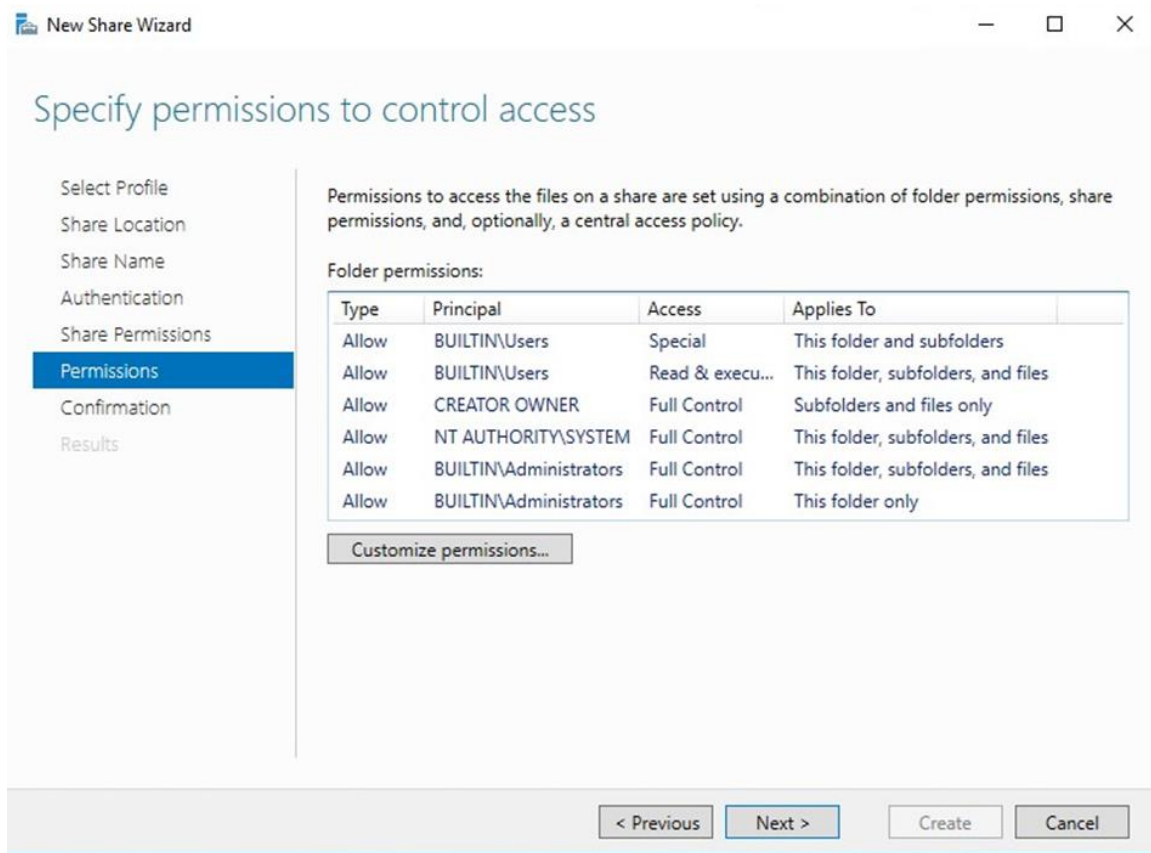 New Share Wizard
Specify permissions to control access
Select Profile
Share Location
Share Name
Authentication
Share Permissions
Permissions
Confirmation
Results
Permissions to access the files on a share are set using a combination of folder permissions, share
permissions, and, optionally, a central access policy.
Folder permissions:
Type Principal Access Applies To
Allow BUILTIN\Users Special This folder and subfolders
Allow BUILTIN\Users Read & execu... This folder, subfolders, and files
Allow CREATOR OWNER Full Control Subfolders and files only
Allow NT AUTHORITY\SYSTEM Full Control This folder, subfolders, and files
Allow BUILTIN\Administrators Full Control This folder, subfolders, and files
Allow BUILTIN\Administrators Full Control This folder only
Customize permissions...
< Previous Next > Create Cancel